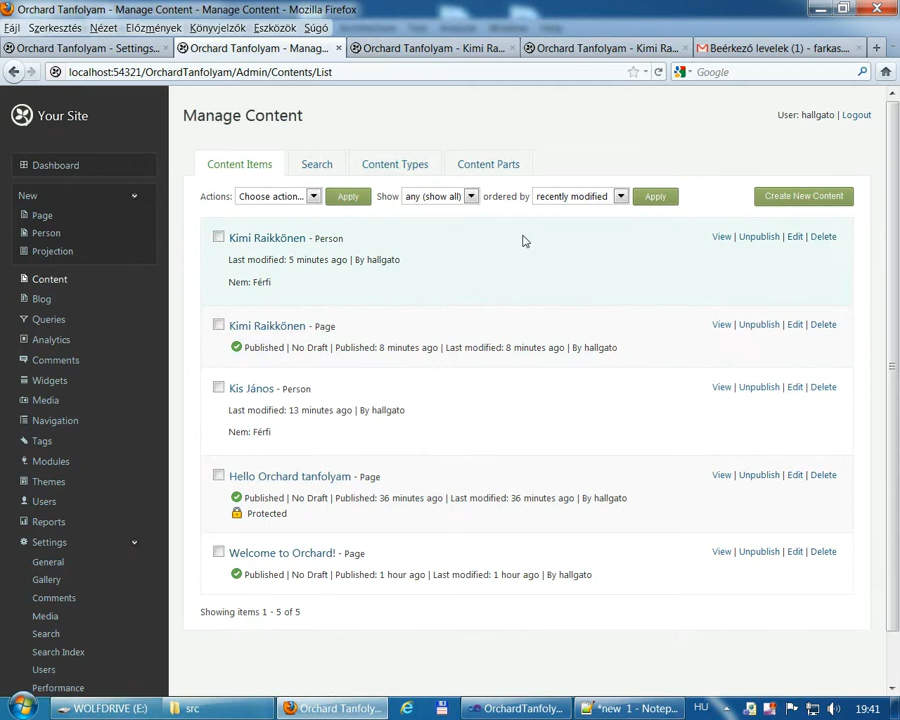 Orchard Tanfolyam - Manage Content - Manage Content - Mozilla Firefox
Fájl Szerkesztés Nézet Előzmények Könyvjelzők Eszközök Súgó
Orchard Tanfolyam - Settings... Orchard Tanfolyam - Manag... Orchard Tanfolyam - Kimi Ra... Orchard Tanfolyam - Kimi Ra... Beérkező levelek (1) - farkas....
localhost:54321/OrchardTanfolyam/Admin/Contents/List Google
Your Site
Dashboard
New
Page
Person
Projection
Content
Blog
Queries
Analytics
Comments
Widgets
Media
Navigation
Tags
Modules
Themes
Users
Reports
Settings
General
Gallery
Comments
Media
Search
Search Index
Users
Performance
Manage Content
User: hallgato | Logout
Content Items Search Content Types Content Parts
Actions: Choose action... Apply Show any (show all) ordered by recently modified Apply Create New Content
Kimi Raikkönen - Person View | Unpublish | Edit | Delete
Last modified: 5 minutes ago | By hallgato
Nem: Férfi
Kimi Raikkönen - Page View | Unpublish | Edit | Delete
Published | No Draft | Published: 8 minutes ago | Last modified: 8 minutes ago | By hallgato
Kis János - Person View | Unpublish | Edit | Delete
Last modified: 13 minutes ago | By hallgato
Nem: Férfi
Hello Orchard tanfolyam - Page View | Unpublish | Edit | Delete
Published | No Draft | Published: 36 minutes ago | Last modified: 36 minutes ago | By hallgato
Protected
Welcome to Orchard! - Page View | Unpublish | Edit | Delete
Published | No Draft | Published: 1 hour ago | Last modified: 1 hour ago | By hallgato
Showing items 1 - 5 of 5
WOLFDRIVE (E:) src Orchard Tanfolya... OrchardTanfoly... *new 1 - Notep... HU 19:41